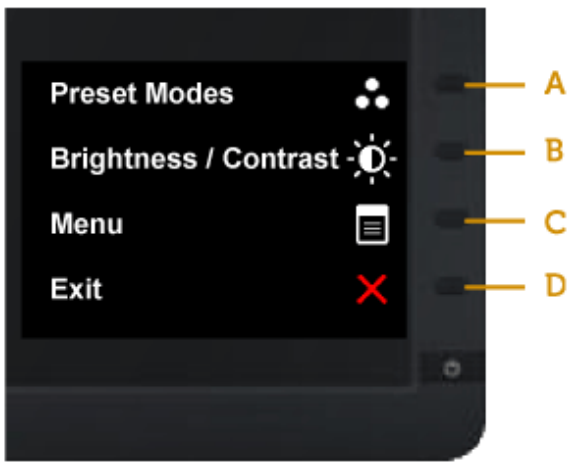 Preset Modes
A
Brightness / Contrast
B
Menu
C
Exit
D